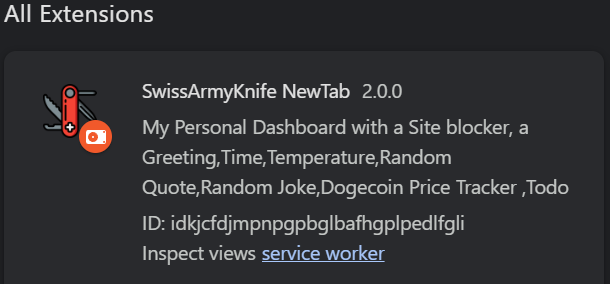 All Extensions
SwissArmyKnife NewTab 2.0.0
My Personal Dashboard with a Site blocker, a
Greeting,Time,Temperature,Random
Quote,Random Joke,Dogecoin Price Tracker ,Todo
ID: idkjcfdjmpnpgpbglbafhgplpedlfgli
Inspect views service worker